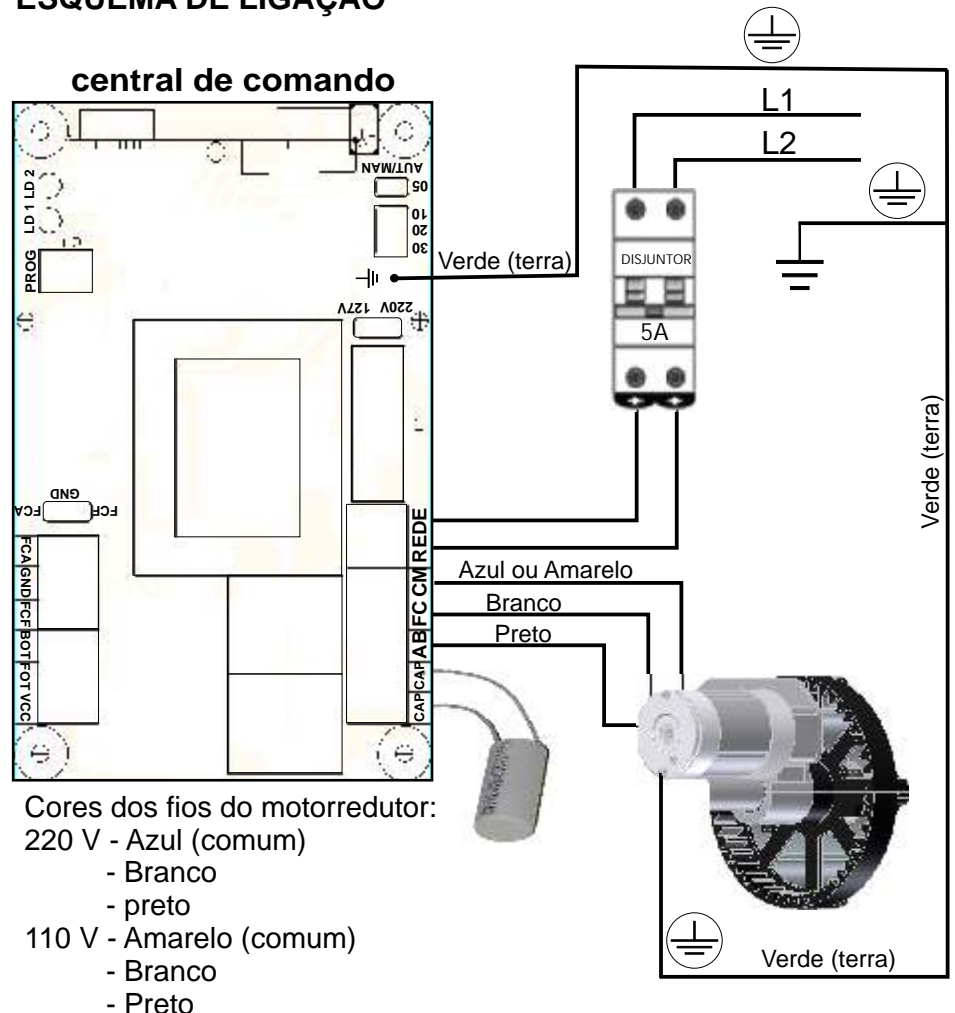 ESQUEMA DE LIGAÇÃO
central de comando
L1
L2
LD 1 LD 2
PROG
AUT/MAN
05
10
20
30
Verde (terra)
220V 127V
DISJUNTOR
5A
Verde (terra)
GND
FCA
FCF
FCA GND FCF BOT FOT VCC
CAP CAP AB FC CM REDE
Azul ou Amarelo
Branco
Preto
Verde (terra)
Cores dos fios do motorredutor:
220 V - Azul (comum)
- Branco
- preto
110 V - Amarelo (comum)
- Branco
- Preto